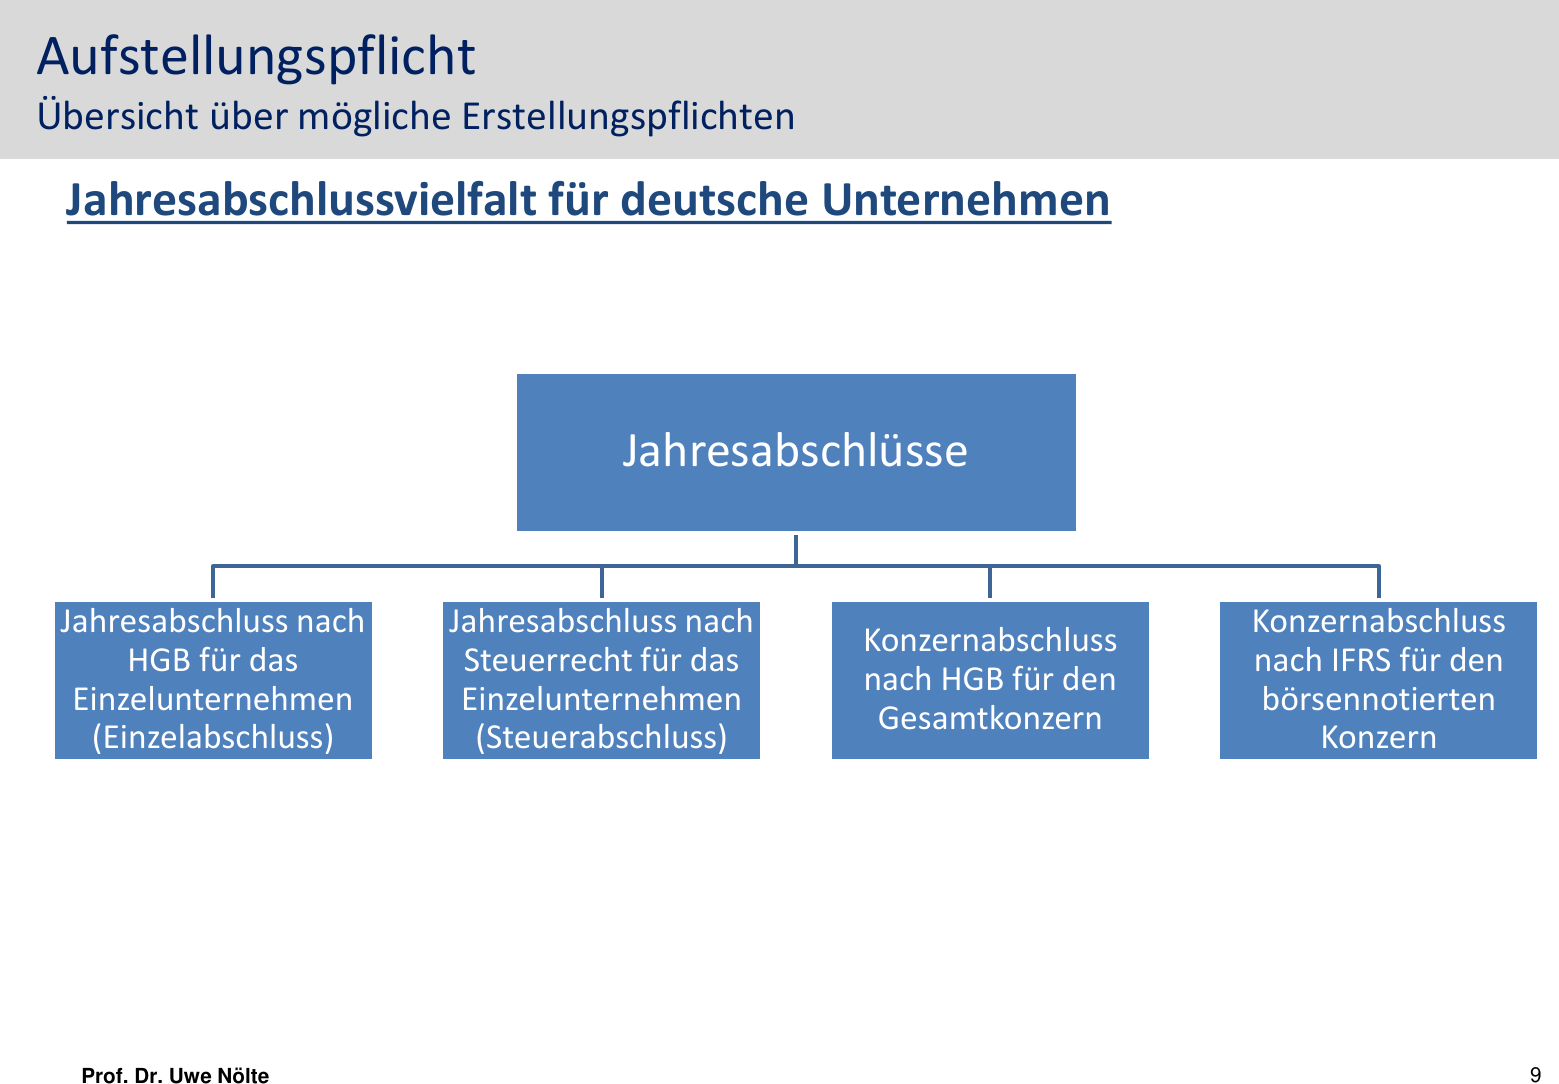 Aufstellungspflicht
Übersicht über mögliche Erstellungspflichten
Jahresabschlussvielfalt für deutsche Unternehmen
Jahresabschlüsse
Jahresabschluss nach
HGB für das
Einzelunternehmen
(Einzelabschluss)
Jahresabschluss nach
Steuerrecht für das
Einzelunternehmen
(Steuerabschluss)
Konzernabschluss
nach HGB für den
Gesamtkonzern
Konzernabschluss
nach IFRS für den
börsennotierten
Konzern
Prof. Dr. Uwe Nölte
9